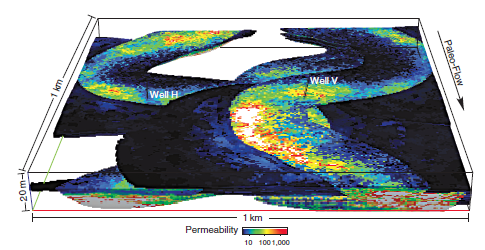 Paleo-Flow
1 km
Well V
Well H
20 m
1 km
Permeability
10 100 1,000